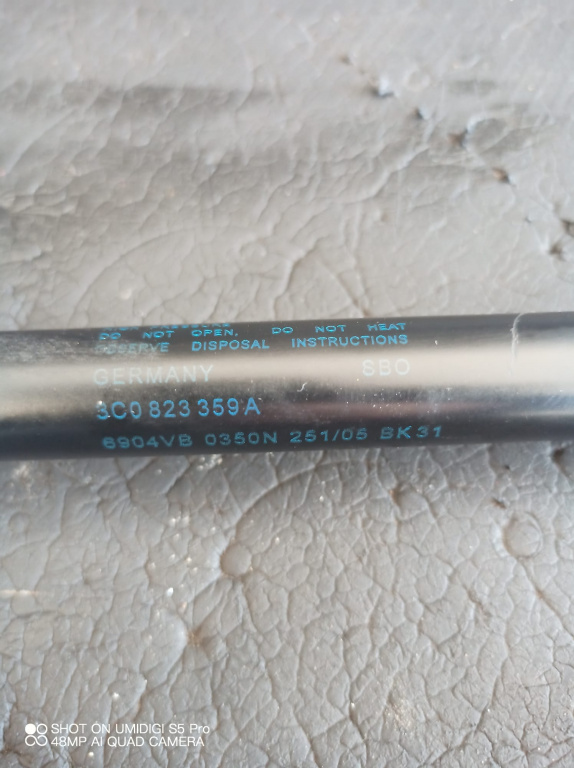 DO NOT OPEN. DO NOT HEAT
OBSERVE DISPOSAL INSTRUCTIONS
GERMANY SBO
3C0 823 359 A
6904VB 0350N 251/05 BK31
SHOT ON UMIDIGI S5 Pro
48MP AI QUAD CAMERA